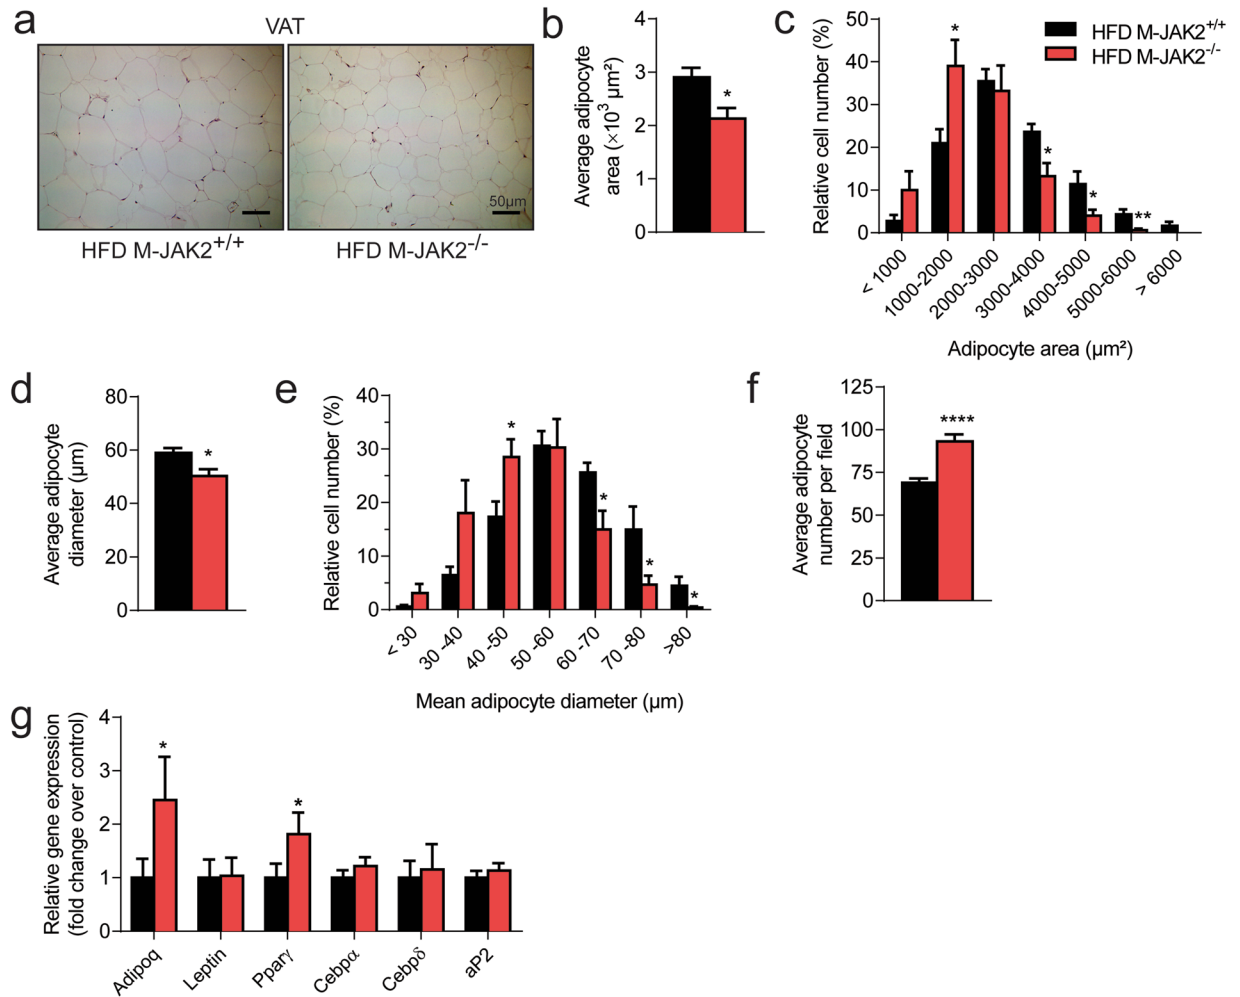 a
VAT
50µm
HFD M-JAK2+/+
HFD M-JAK2-/-
b
Average adipocyte
area (×10³ µm²)
4
3
2
1
0
*
c
Relative cell number (%)
50
40
30
20
10
0
*
*
*
**
HFD M-JAK2+/+
HFD M-JAK2-/-
< 1000
1000-2000
2000-3000
3000-4000
4000-5000
5000-6000
> 6000
Adipocyte area (µm²)
d
Average adipocyte
diameter (µm)
80
60
40
20
0
*
e
Relative cell number (%)
40
30
20
10
0
*
*
*
*
< 30
30 -40
40 -50
50 -60
60 -70
70 -80
>80
Mean adipocyte diameter (µm)
f
Average adipocyte
number per field
125
100
75
50
25
0
****
g
Relative gene expression
(fold change over control)
4
3
2
1
0
*
*
Adipoq
Leptin
Pparγ
Cebpα
Cebpδ
aP2